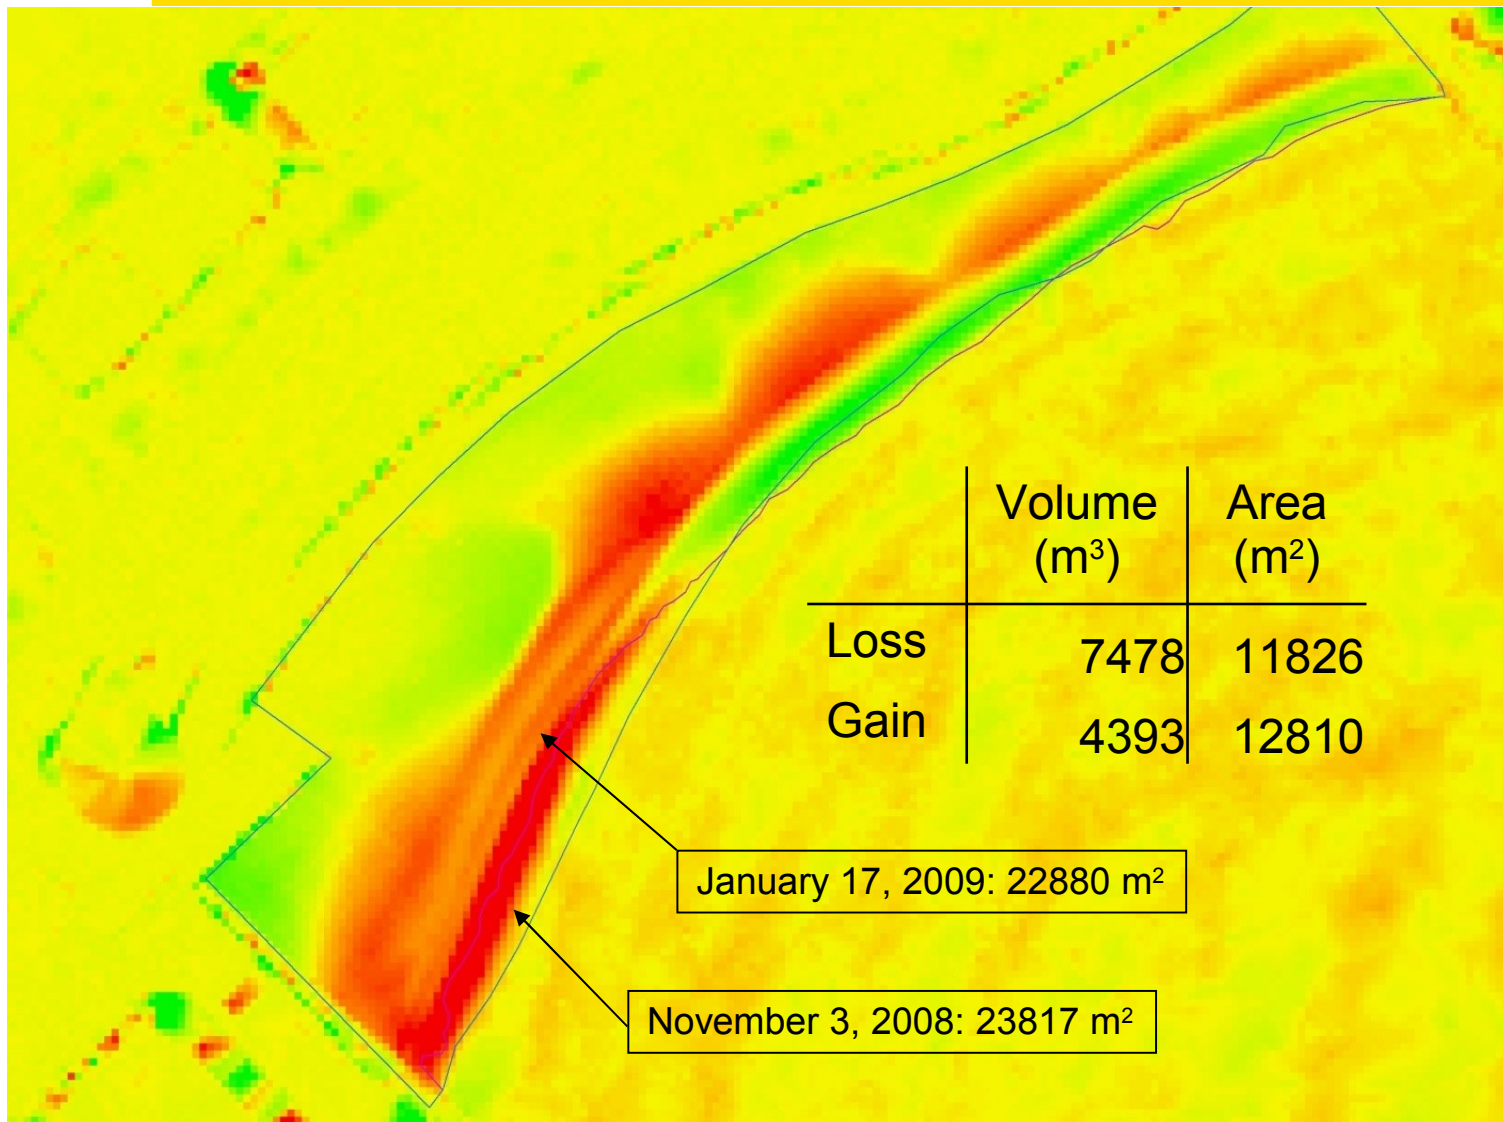 Volume Area
(m³) (m²)
Loss 7478 11826
Gain 4393 12810
January 17, 2009: 22880 m²
November 3, 2008: 23817 m²